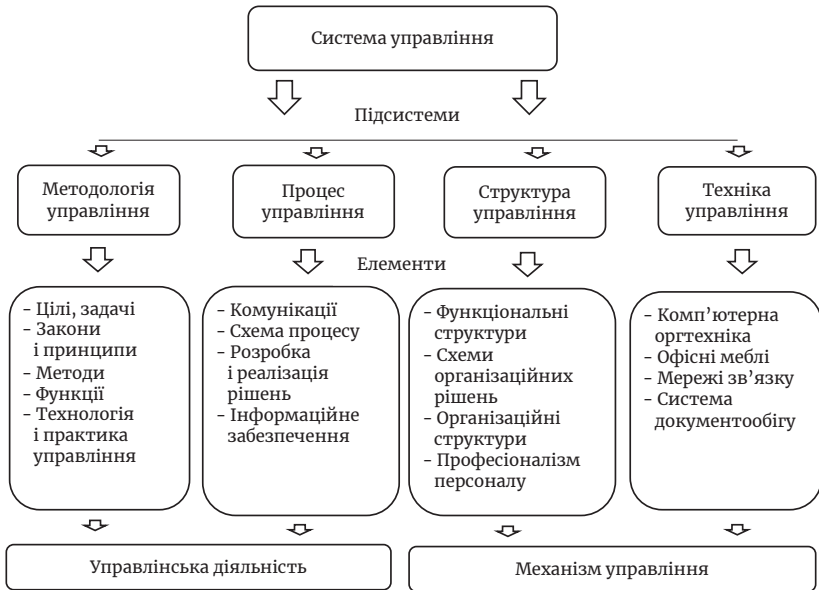 Система управління
Підсистеми
Методологія
управління
Процес
управління
Структура
управління
Техніка
управління
Елементи
- Цілі, задачі
- Закони
і принципи
- Методи
- Функції
- Технологія
і практика
управління
- Комунікації
- Схема процесу
- Розробка
і реалізація
рішень
- Інформаційне
забезпечення
- Функціональні
структури
- Схеми
організаційних
рішень
- Організаційні
структури
- Професіоналізм
персоналу
- Комп’ютерна
оргтехніка
- Офісні меблі
- Мережі зв’язку
- Система
документообігу
Управлінська діяльність
Механізм управління